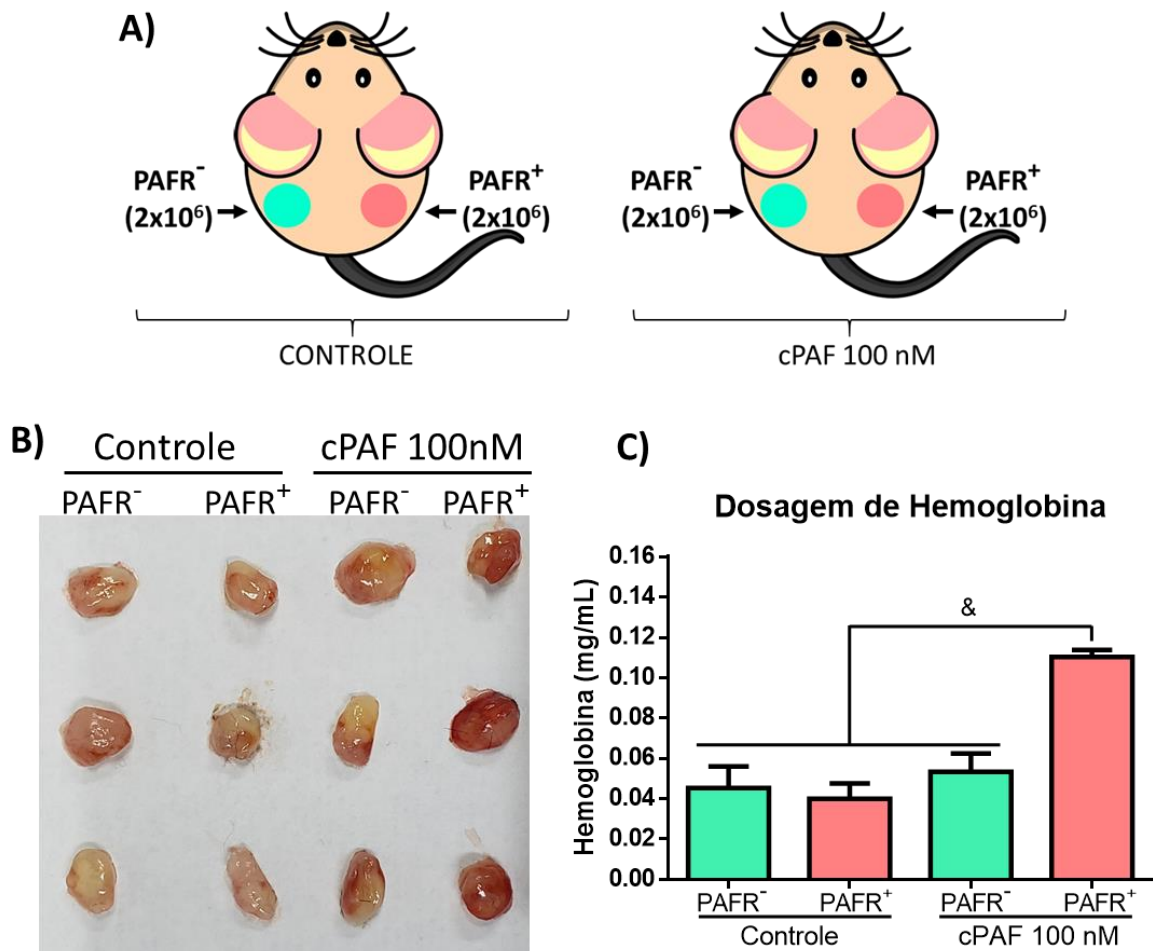 A)
PAFR⁻
(2x10⁶)
PAFR⁺
(2x10⁶)
CONTROLE
PAFR⁻
(2x10⁶)
PAFR⁺
(2x10⁶)
cPAF 100 nM
B)
Controle
cPAF 100nM
PAFR⁻ PAFR⁺ PAFR⁻ PAFR⁺
C)
Dosagem de Hemoglobina
Hemoglobina (mg/mL)
0.16
0.14
0.12
0.10
0.08
0.06
0.04
0.02
0.00
&
PAFR⁻ PAFR⁺ PAFR⁻ PAFR⁺
Controle
cPAF 100 nM